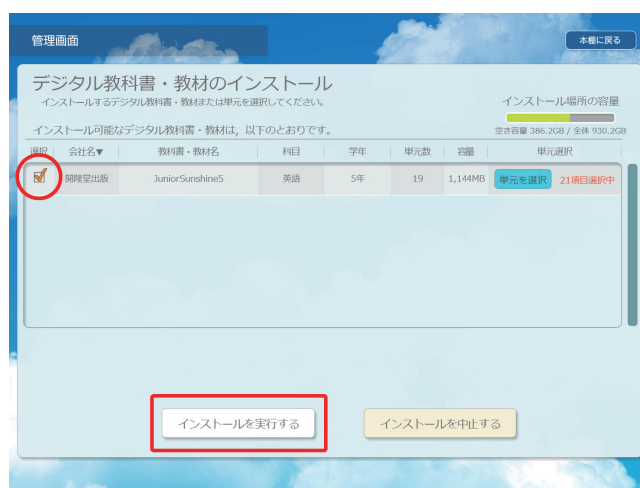 管理画面
本棚に戻る
デジタル教科書・教材のインストール
インストールするデジタル教科書・教材または単元を選択してください。
インストール場所の容量
インストール可能なデジタル教科書・教材は，以下のとおりです。
空き容量 386.2GB / 全体 930.2GB
選択 会社名▼ 教科書・教材名 科目 学年 単元数 容量 単元選択
開隆堂出版 JuniorSunshine5 英語 5年 19 1,144MB 単元を選択 21項目選択中
インストールを実行する インストールを中止する